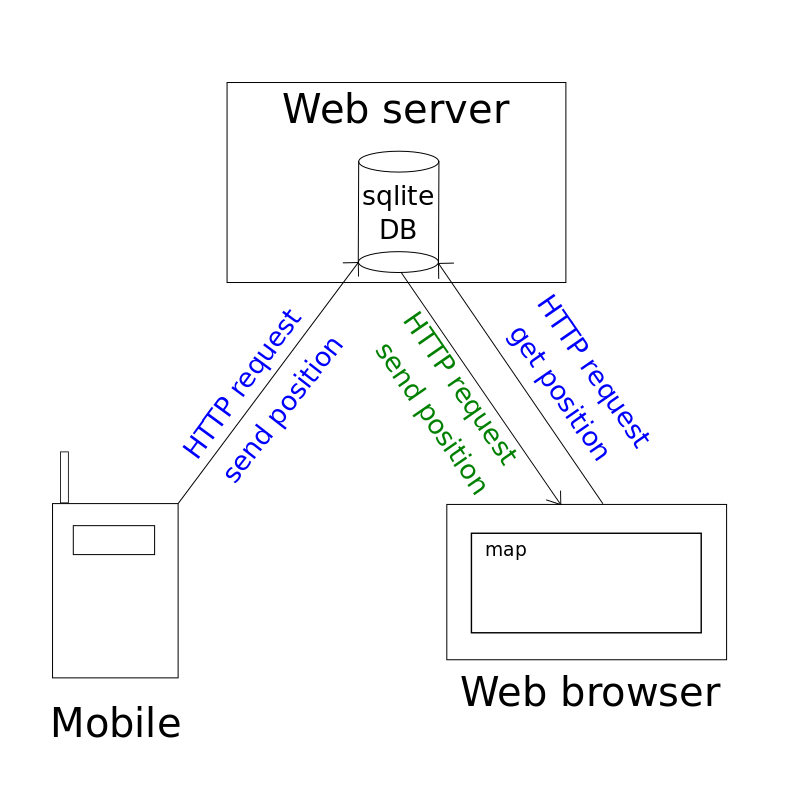 Web server
sqlite
DB
HTTP request
send position
HTTP request
send position
HTTP request
get position
map
Mobile
Web browser